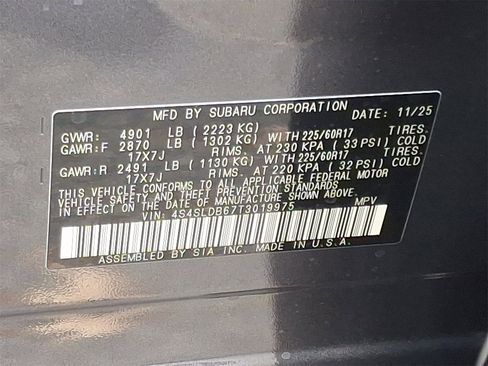 MFD BY SUBARU CORPORATION DATE: 11/25
GVWR: 4901 LB (2223 KG)
GAWR:F 2870 LB (1302 KG) WITH 225/60R17 TIRES.
17X7J RIMS. AT 230 KPA (33 PSI) COLD
GAWR:R 2491 LB (1130 KG) WITH 225/60R17 TIRES.
17X7J RIMS. AT 220 KPA (32 PSI) COLD
THIS VEHICLE CONFORMS TO ALL APPLICABLE FEDERAL MOTOR
VEHICLE SAFETY AND THEFT PREVENTION STANDARDS
IN EFFECT ON THE DATE OF MANUFACTURE SHOWN ABOVE.
VIN: 4S4SLDB67T3019975 MPV
ASSEMBLED BY SIA INC. MADE IN U.S.A.